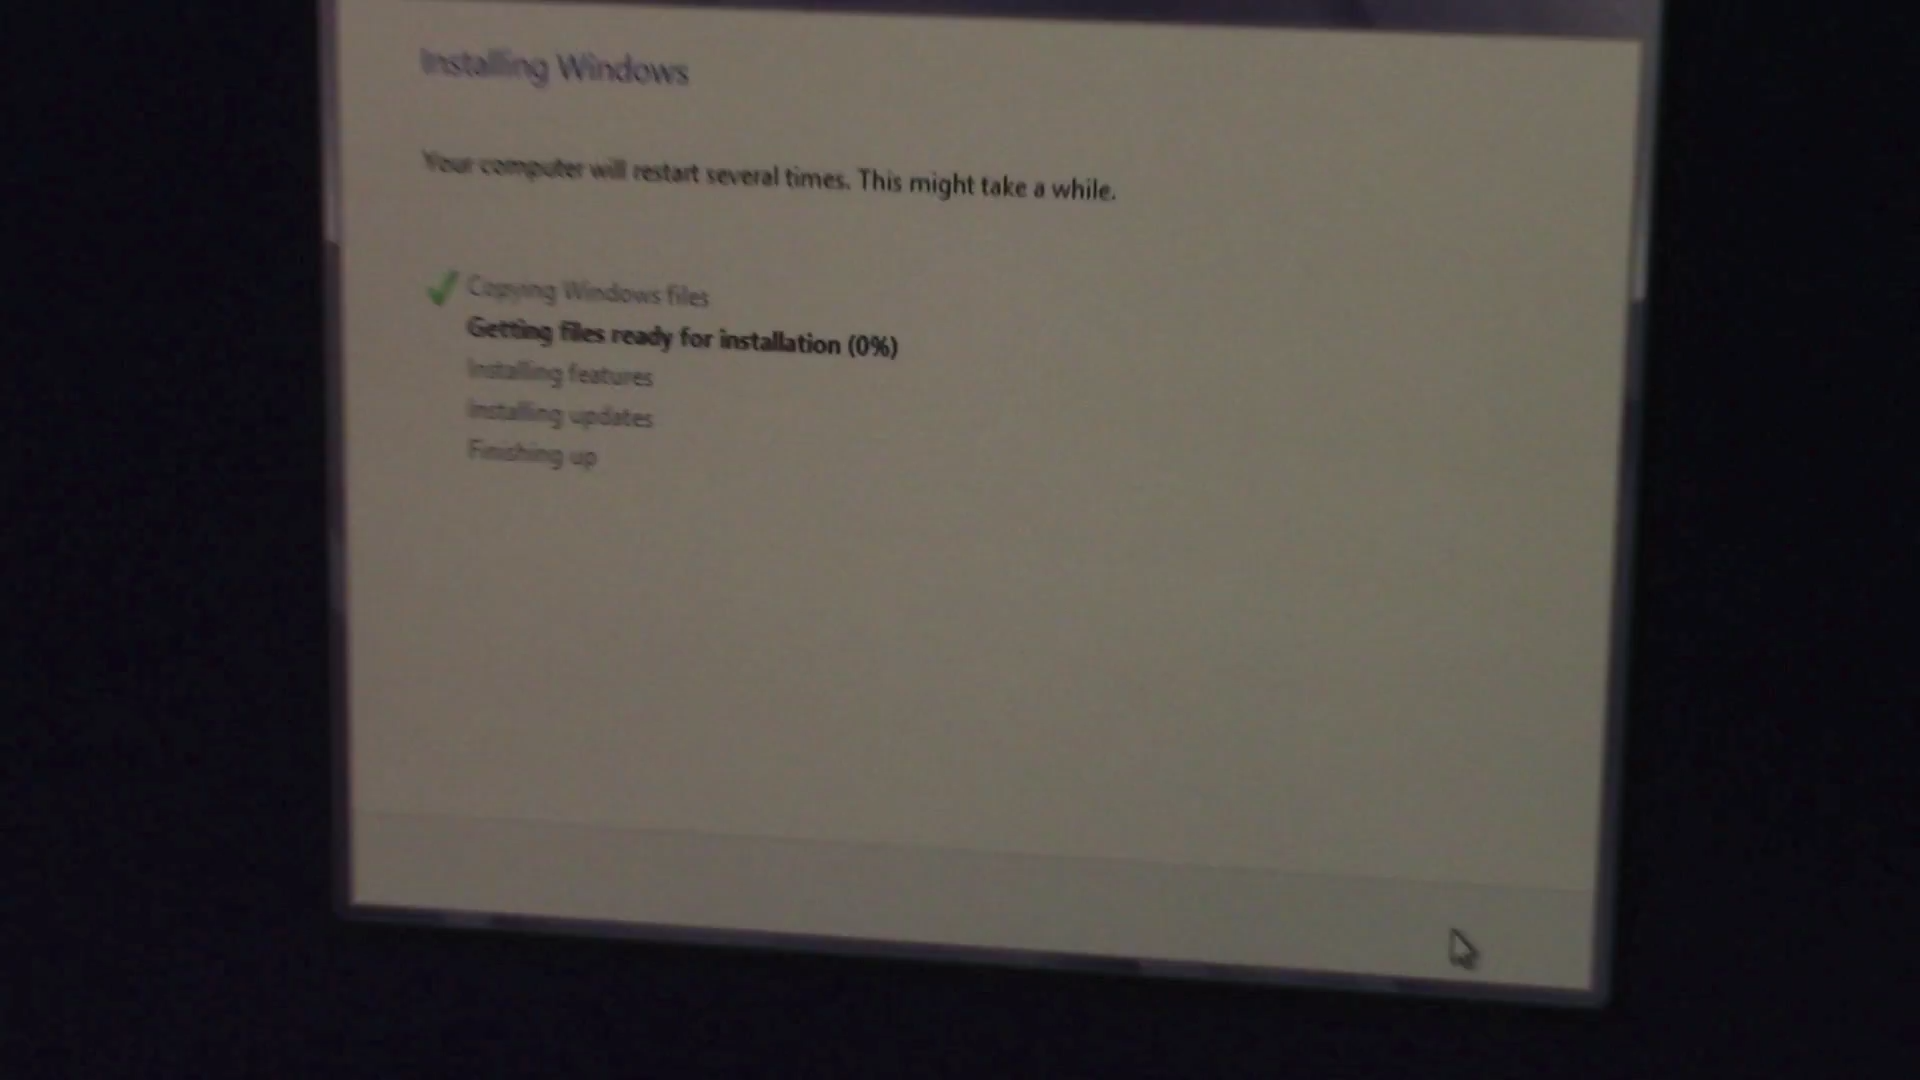 Installing Windows
Your computer will restart several times. This might take a while.
Copying Windows files
Getting files ready for installation (0%)
Installing features
Installing updates
Finishing up